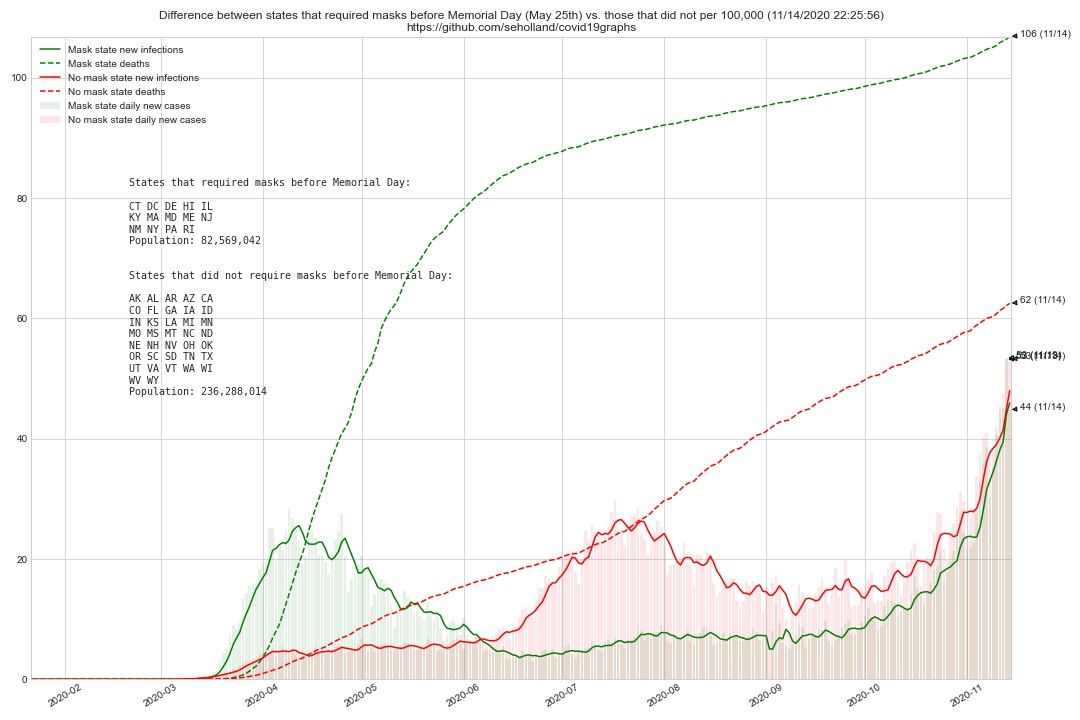 Difference between states that required masks before Memorial Day (May 25th) vs. those that did not per 100,000 (11/14/2020 22:25:56)
https://github.com/seholland/covid19graphs
Mask state new infections
Mask state deaths
No mask state new infections
No mask state deaths
Mask state daily new cases
No mask state daily new cases
States that required masks before Memorial Day:
CT DC DE HI IL
KY MA MD ME NJ
NM NY PA RI
Population: 82,569,042
States that did not require masks before Memorial Day:
AK AL AR AZ CA
CO FL GA IA ID
IN KS LA MI MN
MO MS MT NC ND
NE NH NV OH OK
OR SC SD TN TX
UT VA VT WA WI
WV WY
Population: 236,288,014
106 (11/14)
62 (11/14)
44 (11/14)
100
80
60
40
20
0
2020-02
2020-03
2020-04
2020-05
2020-06
2020-07
2020-08
2020-09
2020-10
2020-11